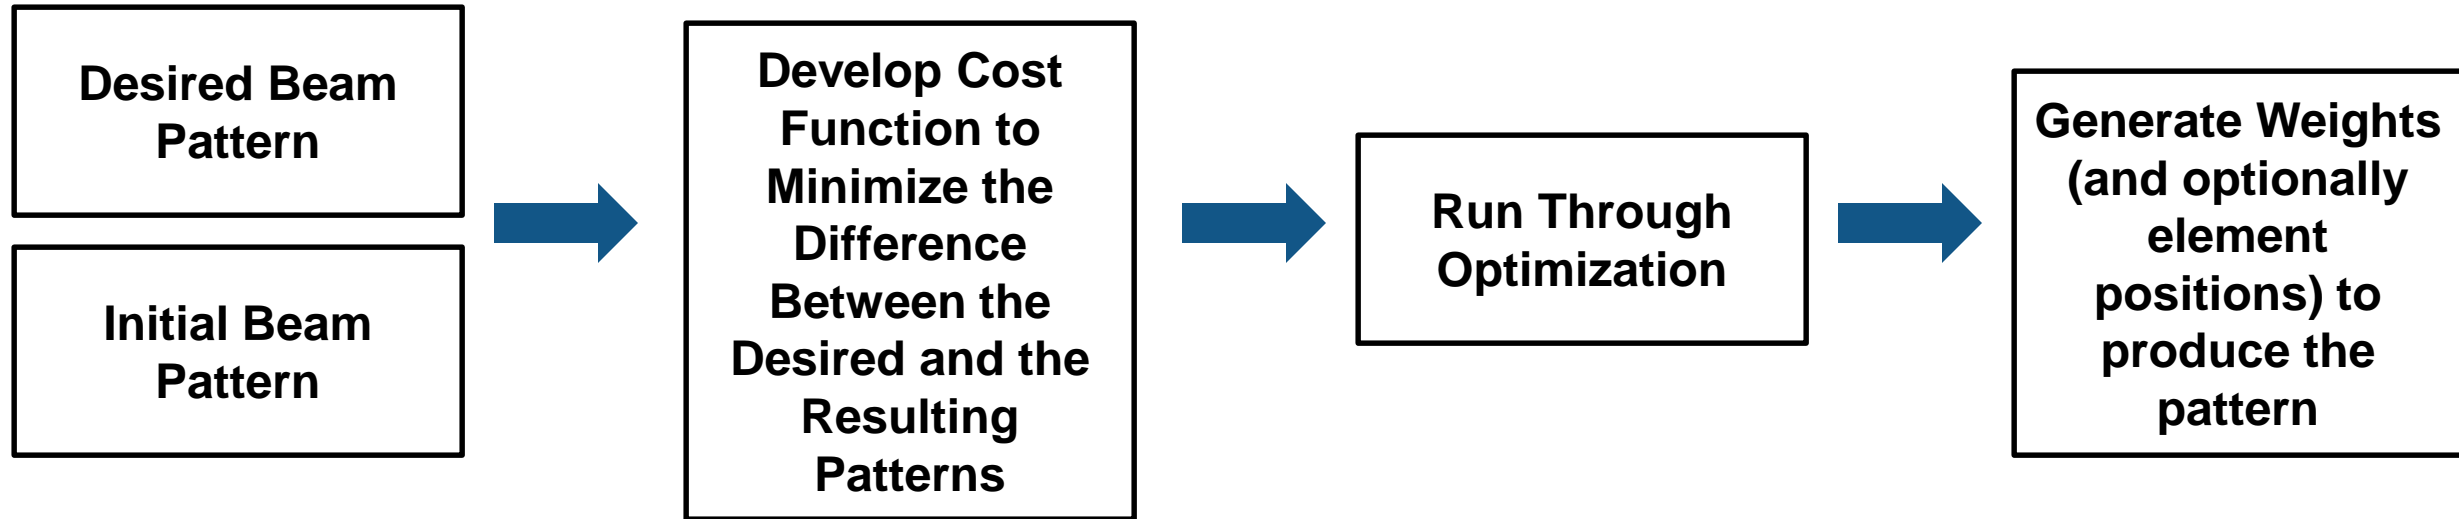 Desired Beam
Pattern
Initial Beam
Pattern
Develop Cost
Function to
Minimize the
Difference
Between the
Desired and the
Resulting
Patterns
Run Through
Optimization
Generate Weights
(and optionally
element
positions) to
produce the
pattern